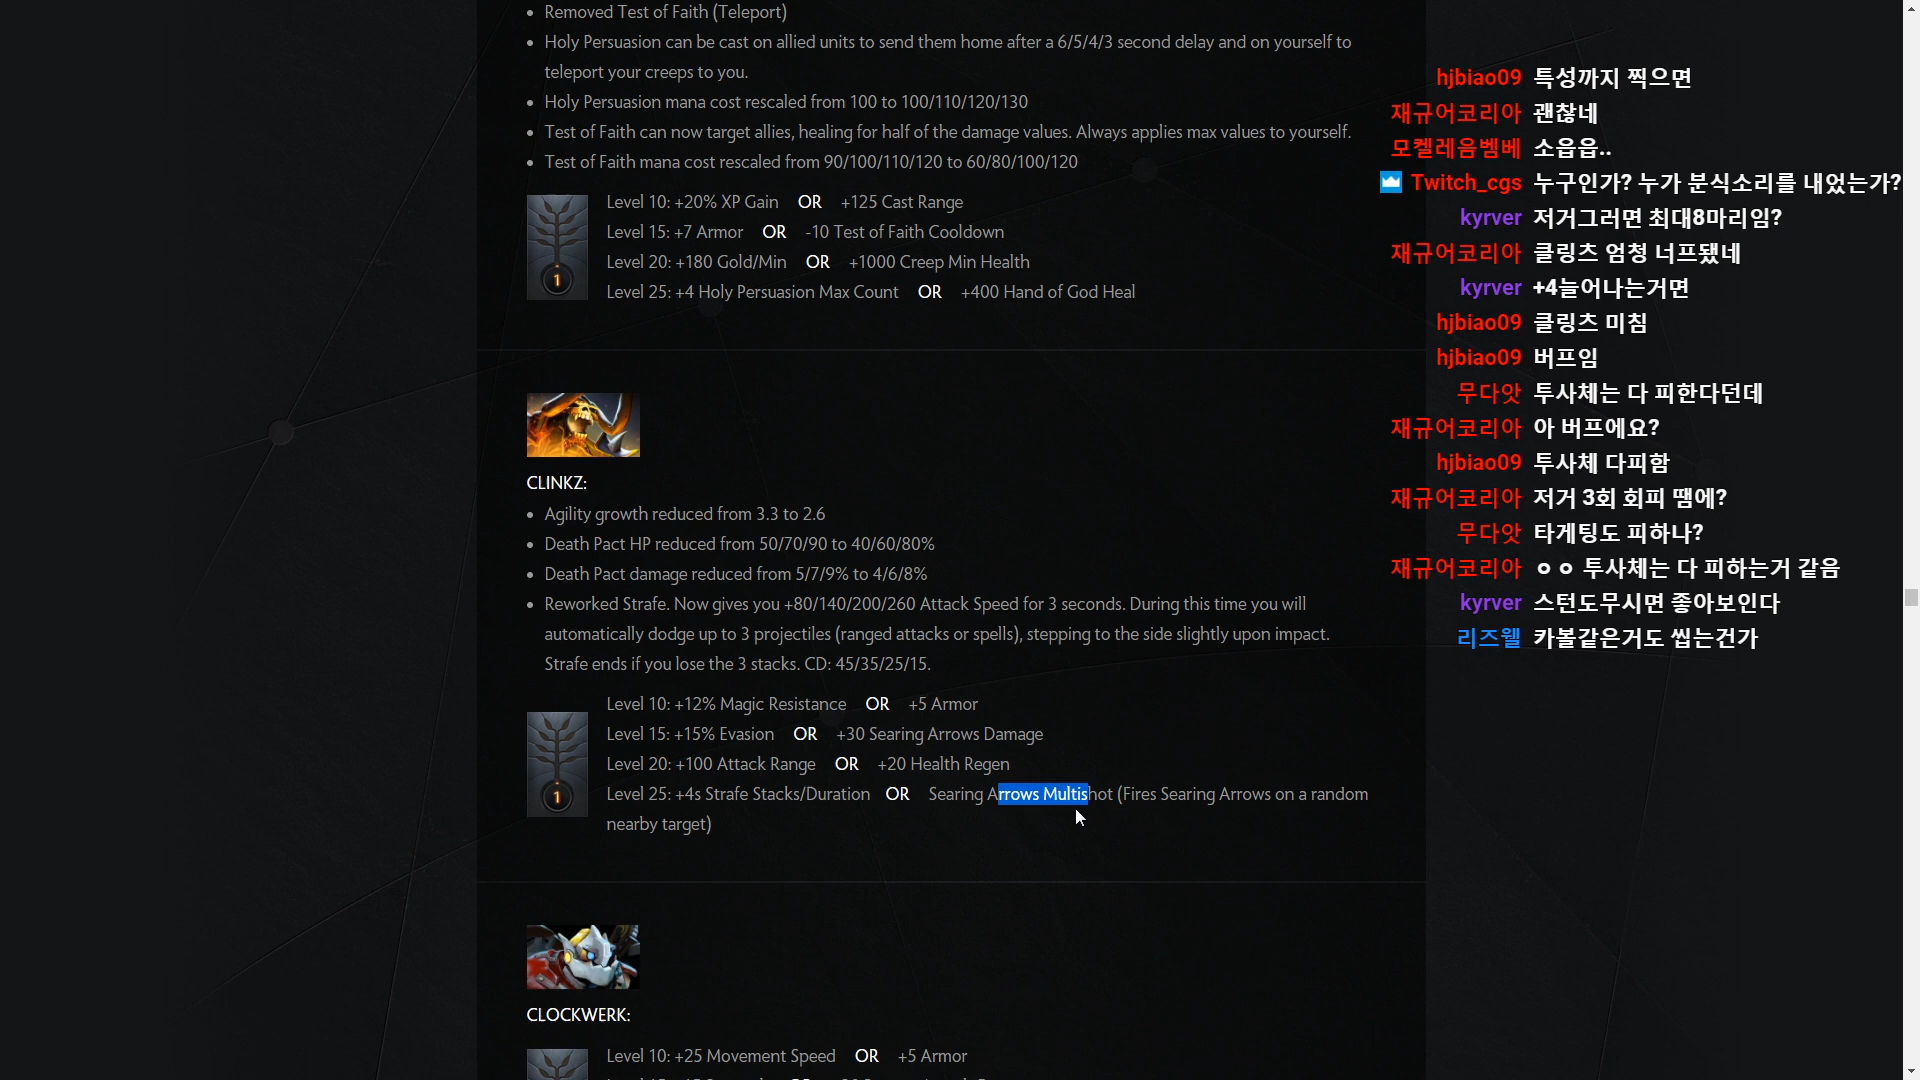 Removed Test of Faith (Teleport)
Holy Persuasion can be cast on allied units to send them home after a 6/5/4/3 second delay and on yourself to
teleport your creeps to you.
Holy Persuasion mana cost rescaled from 100 to 100/110/120/130
Test of Faith can now target allies, healing for half of the damage values. Always applies max values to yourself.
Test of Faith mana cost rescaled from 90/100/110/120 to 60/80/100/120
Level 10: +20% XP Gain OR +125 Cast Range
Level 15: +7 Armor OR -10 Test of Faith Cooldown
Level 20: +180 Gold/Min OR +1000 Creep Min Health
Level 25: +4 Holy Persuasion Max Count OR +400 Hand of God Heal
1
CLINKZ:
Agility growth reduced from 3.3 to 2.6
Death Pact HP reduced from 50/70/90 to 40/60/80%
Death Pact damage reduced from 5/7/9% to 4/6/8%
Reworked Strafe. Now gives you +80/140/200/260 Attack Speed for 3 seconds. During this time you will
automatically dodge up to 3 projectiles (ranged attacks or spells), stepping to the side slightly upon impact.
Strafe ends if you lose the 3 stacks. CD: 45/35/25/15.
Level 10: +12% Magic Resistance OR +5 Armor
Level 15: +15% Evasion OR +30 Searing Arrows Damage
Level 20: +100 Attack Range OR +20 Health Regen
Level 25: +4s Strafe Stacks/Duration OR Searing Arrows Multishot (Fires Searing Arrows on a random
nearby target)
1
CLOCKWERK:
Level 10: +25 Movement Speed OR +5 Armor
hjbiao09 특성까지 찍으면
재규어코리아 괜찮네
모켈레음벰베 소읍읍..
Twitch_cgs 누구인가? 누가 분식소리를 내었는가?
kyrver 저거그러면 최대8마리임?
재규어코리아 클링츠 엄청 너프됐네
kyrver +4늘어나는거면
hjbiao09 클링츠 미침
hjbiao09 버프임
무다앗 투사체는 다 피한다던데
재규어코리아 아 버프에요?
hjbiao09 투사체 다피함
재규어코리아 저거 3회 회피 땜에?
무다앗 타게팅도 피하나?
재규어코리아 ㅇㅇ 투사체는 다 피하는거 같음
kyrver 스턴도무시면 좋아보인다
리즈웰 카볼같은거도 씹는건가